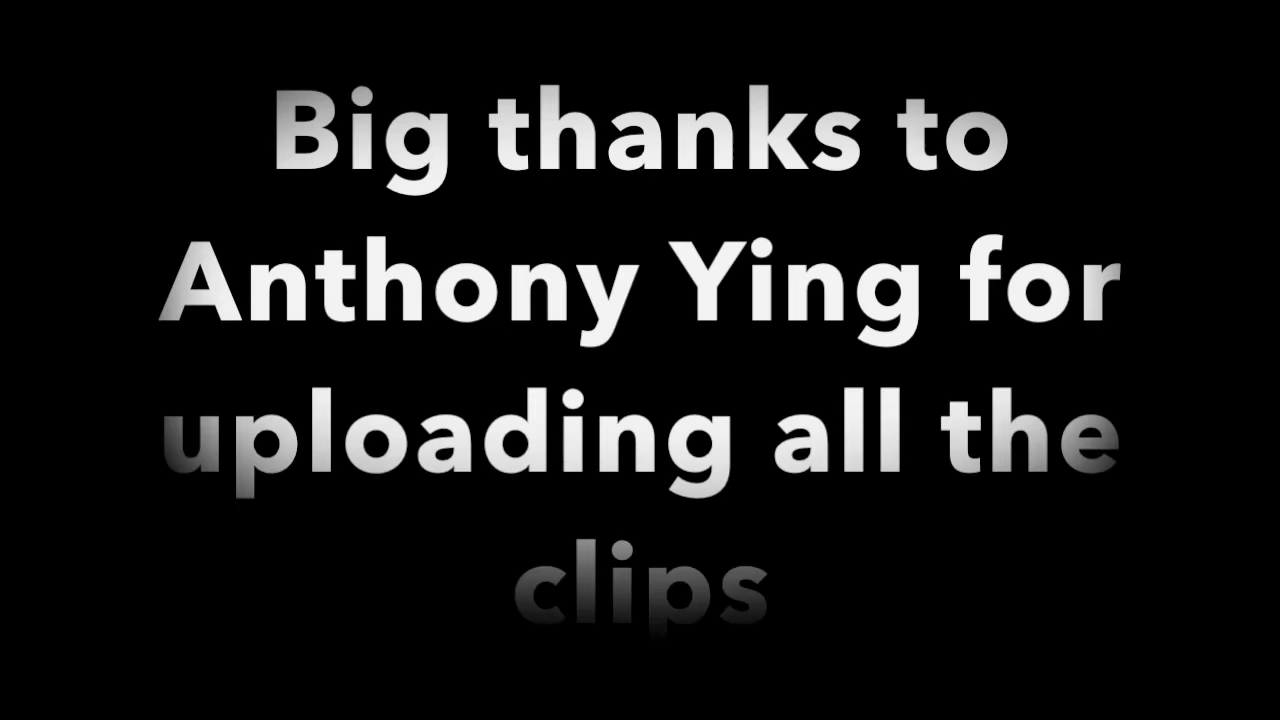 Big thanks to
Anthony Ying for
uploading all the
clips